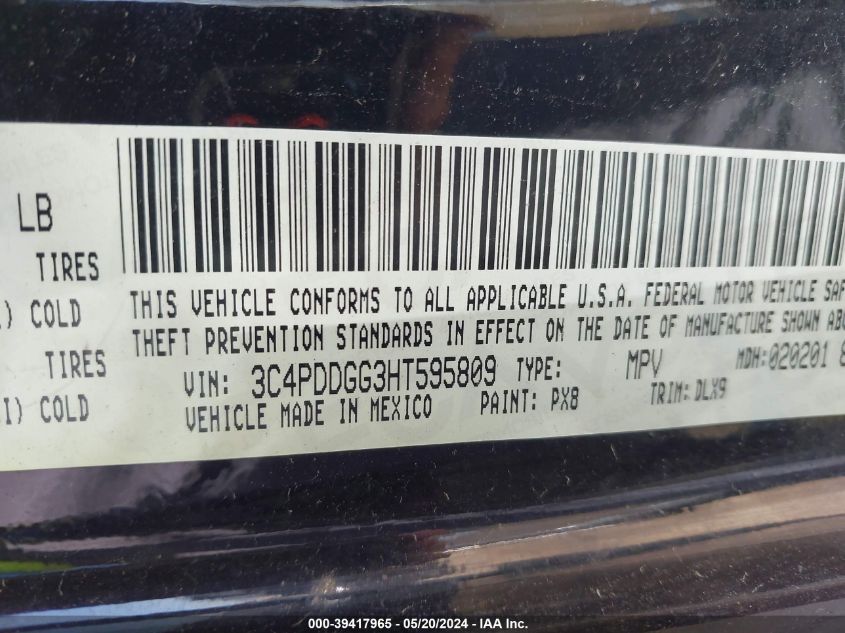 LB
TIRES
) COLD
TIRES
I) COLD
THIS VEHICLE CONFORMS TO ALL APPLICABLE U.S.A. FEDERAL MOTOR VEHICLE SAF
THEFT PREVENTION STANDARDS IN EFFECT ON THE DATE OF MANUFACTURE SHOWN ABO
VIN: 3C4PDDGG3HT595809 TYPE: MPV MDH:020201 8
VEHICLE MADE IN MEXICO PAINT: PX8 TRIM: DLX9
000-39417965 - 05/20/2024 - IAA Inc.